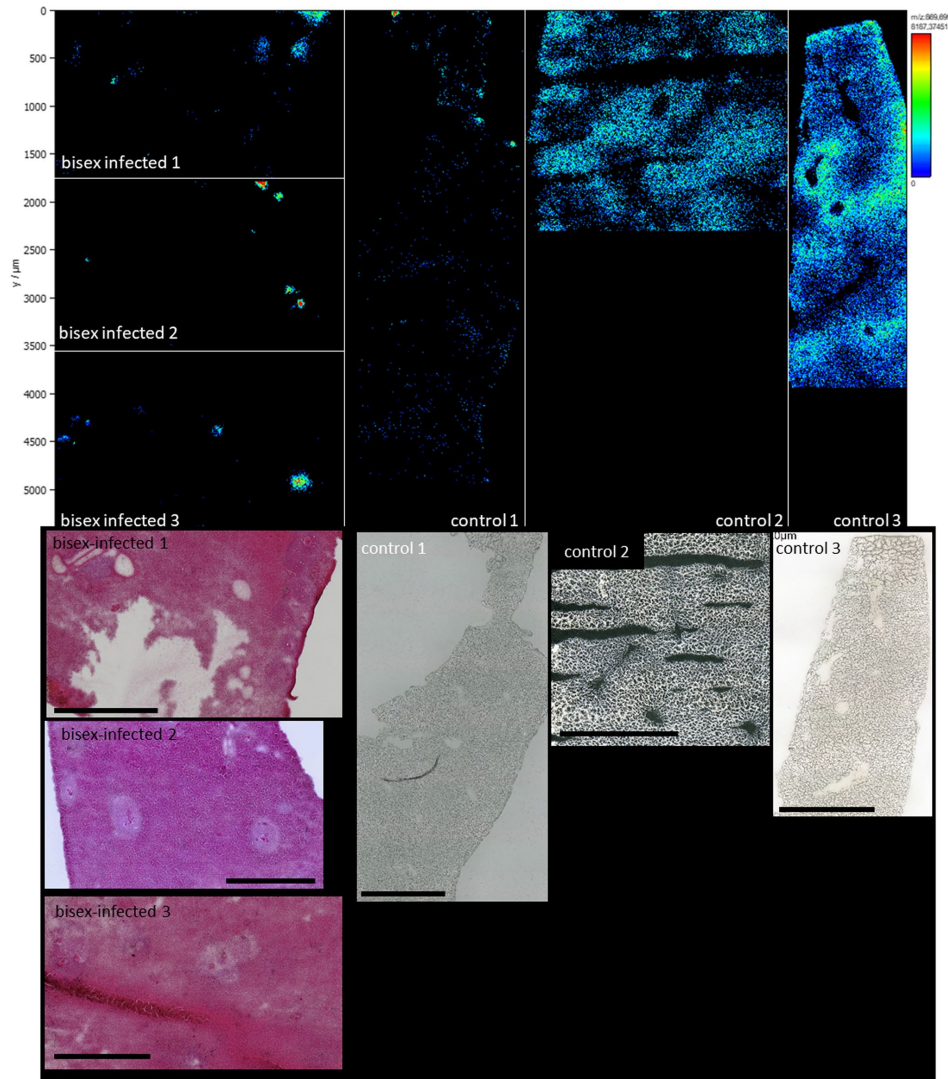 m/z:869,695
8167,37451
0
500
1000
1500
2000
2500
3000
3500
4000
4500
5000
y / µm
0
bisex infected 1
bisex infected 2
bisex infected 3
control 1
control 2
control 3
bisex-infected 1
control 1
control 2
0µm
control 3
bisex-infected 2
bisex-infected 3